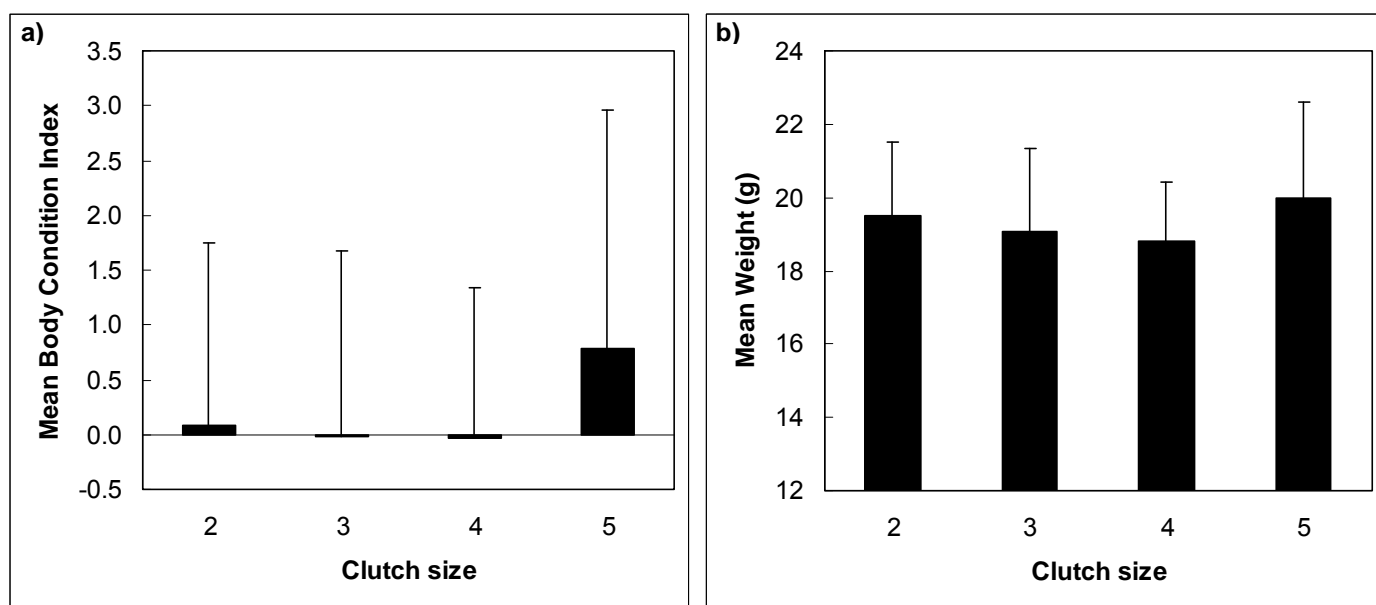 a)
Mean Body Condition Index
3.5
3.0
2.5
2.0
1.5
1.0
0.5
0.0
-0.5
2 3 4 5
Clutch size
b)
Mean Weight (g)
24
22
20
18
16
14
12
2 3 4 5
Clutch size